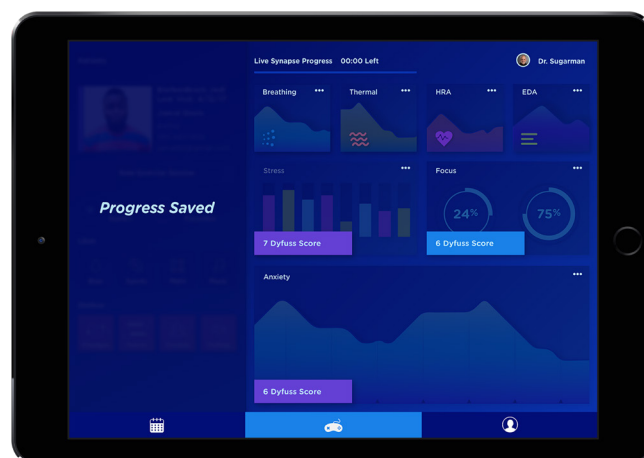 Live Synapse Progress 00:00 Left
Dr. Sugarman
Breathing
Thermal
HRA
EDA
Progress Saved
Stress
7 Dyfuss Score
Focus
24%
75%
6 Dyfuss Score
Anxiety
6 Dyfuss Score